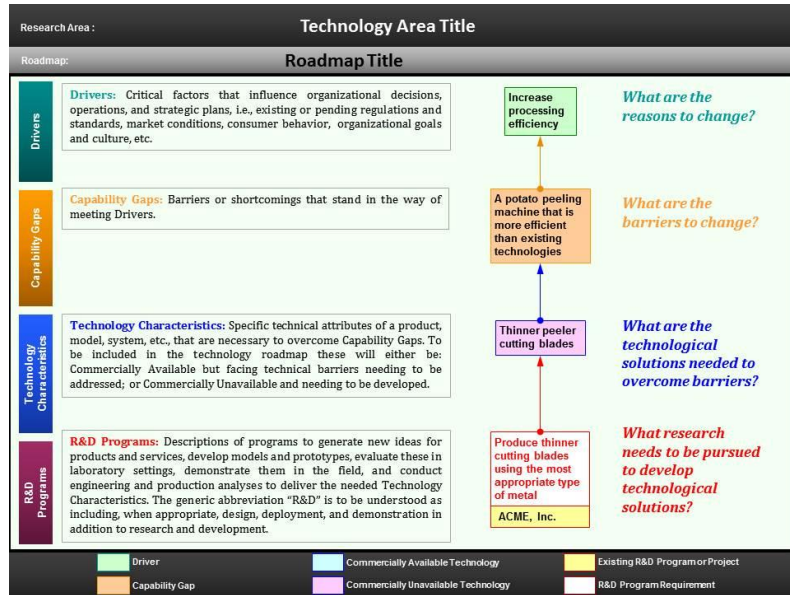 Research Area :
Technology Area Title
Roadmap:
Roadmap Title
Drivers
Drivers: Critical factors that influence organizational decisions,
operations, and strategic plans, i.e., existing or pending regulations and
standards, market conditions, consumer behavior, organizational goals
and culture, etc.
Increase
processing
efficiency
What are the
reasons to change?
Capability Gaps
Capability Gaps: Barriers or shortcomings that stand in the way of
meeting Drivers.
A potato peeling
machine that is
more efficient
than existing
technologies
What are the
barriers to change?
Technology
Characteristics
Technology Characteristics: Specific technical attributes of a product,
model, system, etc., that are necessary to overcome Capability Gaps. To
be included in the technology roadmap these will either be:
Commercially Available but facing technical barriers needing to be
addressed; or Commercially Unavailable and needing to be developed.
Thinner peeler
cutting blades
What are the
technological
solutions needed to
overcome barriers?
R&D
Programs
R&D Programs: Descriptions of programs to generate new ideas for
products and services, develop models and prototypes, evaluate these in
laboratory settings, demonstrate them in the field, and conduct
engineering and production analyses to deliver the needed Technology
Characteristics. The generic abbreviation “R&D” is to be understood as
including, when appropriate, design, deployment, and demonstration in
addition to research and development.
Produce thinner
cutting blades
using the most
appropriate type
of metal
ACME, Inc.
What research
needs to be pursued
to develop
technological
solutions?
Driver
Commercially Available Technology
Existing R&D Program or Project
Capability Gap
Commercially Unavailable Technology
R&D Program Requirement